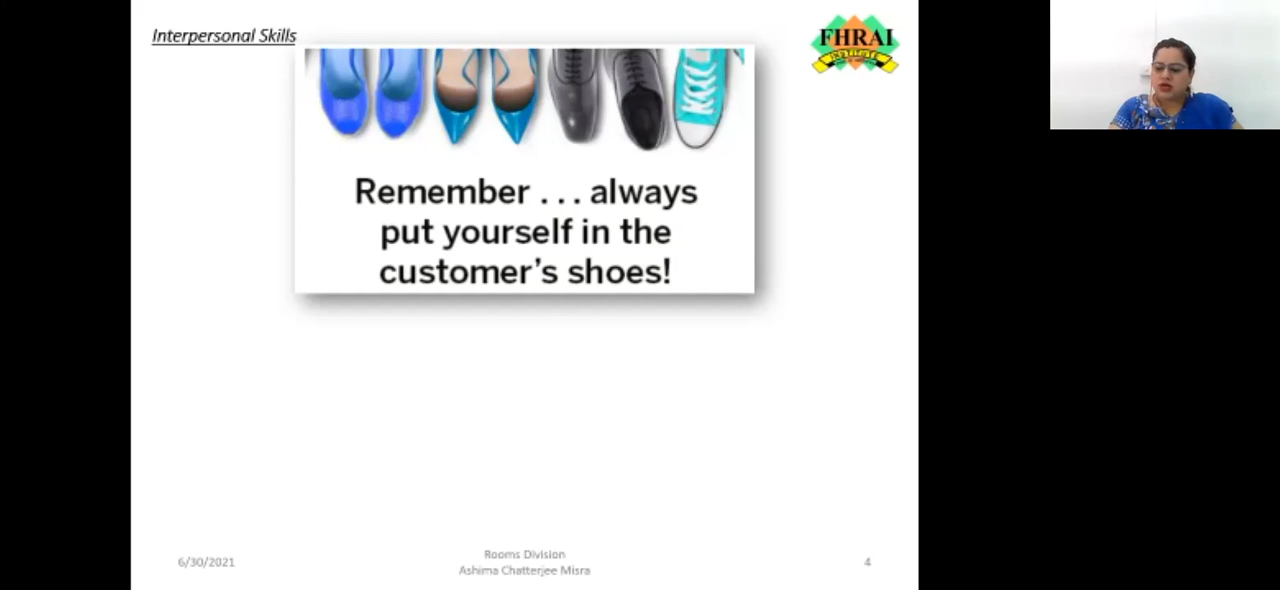 Interpersonal Skills
FHRAI
Remember . . . always
put yourself in the
customer's shoes!
6/30/2021
Rooms Division
Ashima Chatterjee Misra
4